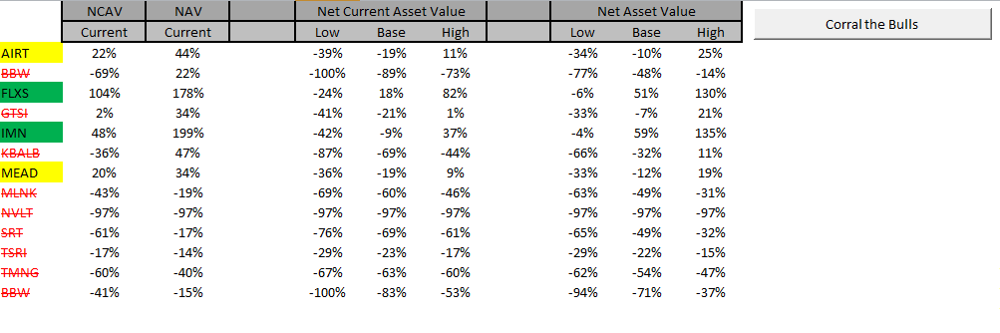 NCAV NAV Net Current Asset Value Net Asset Value
Current Current Low Base High Low Base High Corral the Bulls
AIRT 22% 44% -39% -19% 11% -34% -10% 25%
BBW -69% 22% -100% -89% -73% -77% -48% -14%
FLXS 104% 178% -24% 18% 82% -6% 51% 130%
GTSI 2% 34% -41% -21% 1% -33% -7% 21%
IMN 48% 199% -42% -9% 37% -4% 59% 135%
KBALB -36% 47% -87% -69% -44% -66% -32% 11%
MEAD 20% 34% -36% -19% 9% -33% -12% 19%
MLNK -43% -19% -69% -60% -46% -63% -49% -31%
NVLT -97% -97% -97% -97% -97% -97% -97% -97%
SRT -61% -17% -76% -69% -61% -65% -49% -32%
TSRI -17% -14% -29% -23% -17% -29% -22% -15%
TMNG -60% -40% -67% -63% -60% -62% -54% -47%
BBW -41% -15% -100% -83% -53% -94% -71% -37%